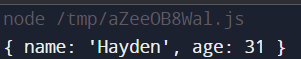 node /tmp/aZeeOB8Wal.js
{ name: 'Hayden', age: 31 }